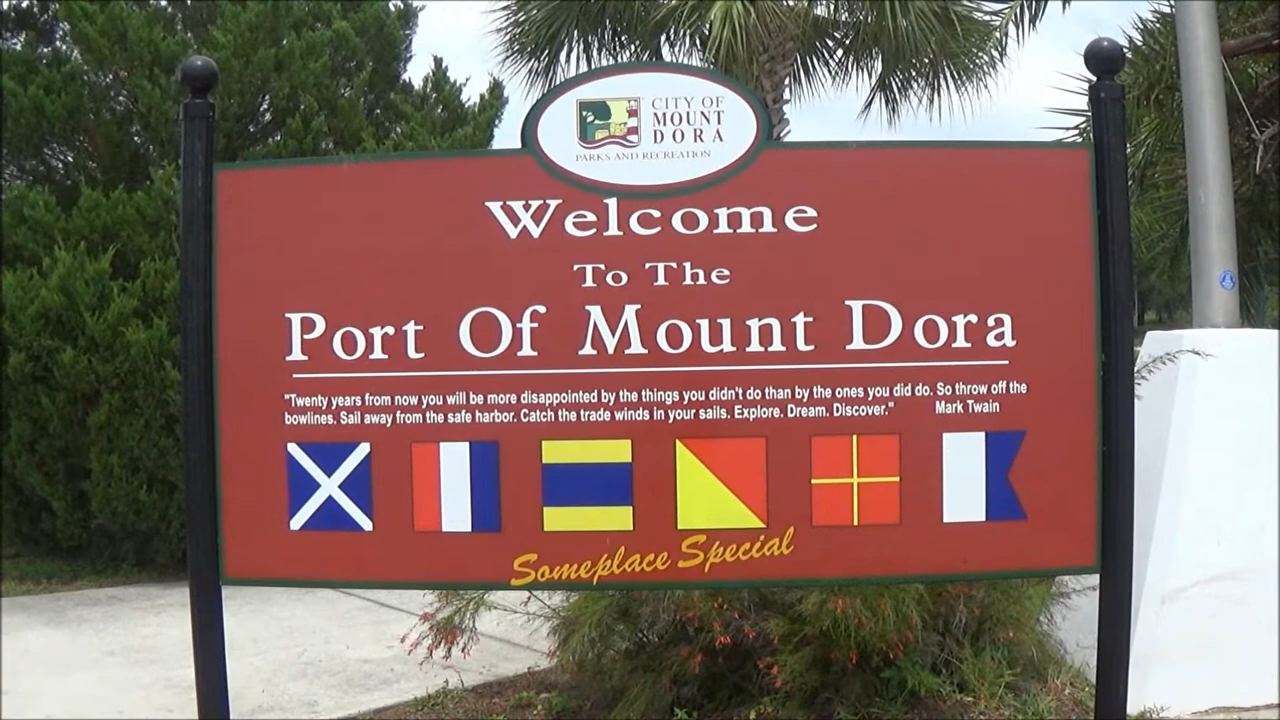 CITY OF
MOUNT
DORA
PARKS AND RECREATION
Welcome
To The
Port Of Mount Dora
"Twenty years from now you will be more disappointed by the things you didn't do than by the ones you did do. So throw off the
bowlines. Sail away from the safe harbor. Catch the trade winds in your sails. Explore. Dream. Discover." Mark Twain
Someplace Special